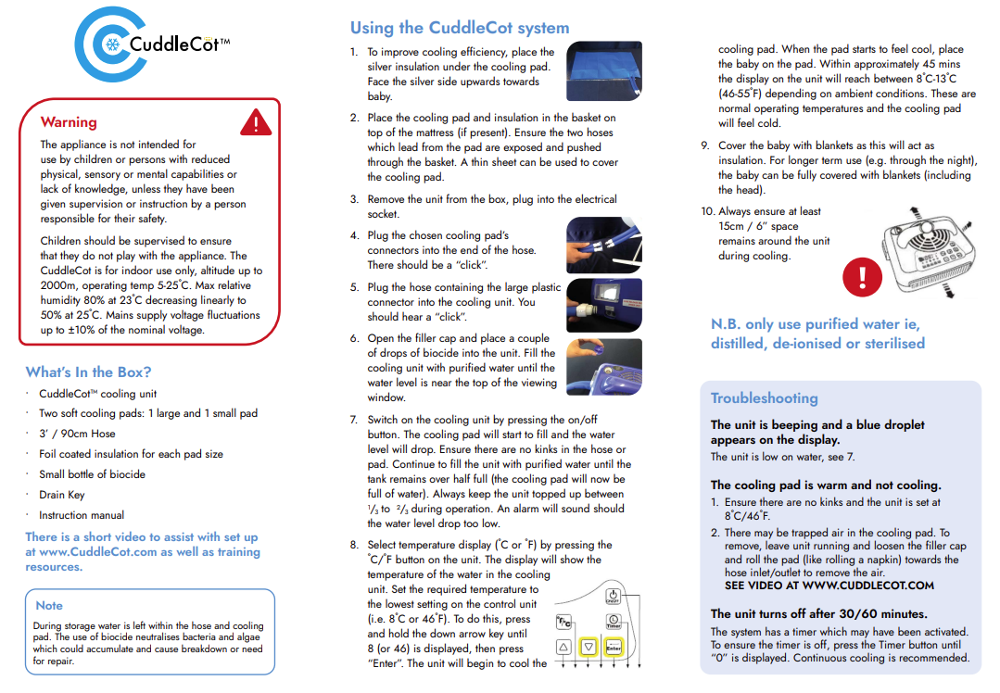 CuddleCot™
Warning
The appliance is not intended for
use by children or persons with reduced
physical, sensory or mental capabilities or
lack of knowledge, unless they have been
given supervision or instruction by a person
responsible for their safety.
Children should be supervised to ensure
that they do not play with the appliance. The
CuddleCot is for indoor use only, altitude up to
2000m, operating temp 5-25°C. Max relative
humidity 80% at 23°C decreasing linearly to
50% at 25°C. Mains supply voltage fluctuations
up to ±10% of the nominal voltage.
What's In the Box?
· CuddleCot™ cooling unit
· Two soft cooling pads: 1 large and 1 small pad
· 3' / 90cm Hose
· Foil coated insulation for each pad size
· Small bottle of biocide
· Drain Key
· Instruction manual
There is a short video to assist with set up
at www.CuddleCot.com as well as training
resources.
Note
During storage water is left within the hose and cooling
pad. The use of biocide neutralises bacteria and algae
which could accumulate and cause breakdown or need
for repair.
Using the CuddleCot system
1. To improve cooling efficiency, place the
silver insulation under the cooling pad.
Face the silver side upwards towards
baby.
2. Place the cooling pad and insulation in the basket on
top of the mattress (if present). Ensure the two hoses
which lead from the pad are exposed and pushed
through the basket. A thin sheet can be used to cover
the cooling pad.
3. Remove the unit from the box, plug into the electrical
socket.
4. Plug the chosen cooling pad's
connectors into the end of the hose.
There should be a "click".
5. Plug the hose containing the large plastic
connector into the cooling unit. You
should hear a "click".
6. Open the filler cap and place a couple
of drops of biocide into the unit. Fill the
cooling unit with purified water until the
water level is near the top of the viewing
window.
7. Switch on the cooling unit by pressing the on/off
button. The cooling pad will start to fill and the water
level will drop. Ensure there are no kinks in the hose or
pad. Continue to fill the unit with purified water until the
tank remains over half full (the cooling pad will now be
full of water). Always keep the unit topped up between
1/3 to 2/3 during operation. An alarm will sound should
the water level drop too low.
8. Select temperature display (°C or °F) by pressing the
°C/°F button on the unit. The display will show the
temperature of the water in the cooling
unit. Set the required temperature to
the lowest setting on the control unit
(i.e. 8°C or 46°F). To do this, press
and hold the down arrow key until
8 (or 46) is displayed, then press
"Enter". The unit will begin to cool the
ON/OFF
°F/°C
Timer
Enter
cooling pad. When the pad starts to feel cool, place
the baby on the pad. Within approximately 45 mins
the display on the unit will reach between 8°C-13°C
(46-55°F) depending on ambient conditions. These are
normal operating temperatures and the cooling pad
will feel cold.
9. Cover the baby with blankets as this will act as
insulation. For longer term use (e.g. through the night),
the baby can be fully covered with blankets (including
the head).
10. Always ensure at least
15cm / 6" space
remains around the unit
during cooling.
N.B. only use purified water ie,
distilled, de-ionised or sterilised
Troubleshooting
The unit is beeping and a blue droplet
appears on the display.
The unit is low on water, see 7.
The cooling pad is warm and not cooling.
1. Ensure there are no kinks and the unit is set at
8°C/46°F.
2. There may be trapped air in the cooling pad. To
remove, leave unit running and loosen the filler cap
and roll the pad (like rolling a napkin) towards the
hose inlet/outlet to remove the air.
SEE VIDEO AT WWW.CUDDLECOT.COM
The unit turns off after 30/60 minutes.
The system has a timer which may have been activated.
To ensure the timer is off, press the Timer button until
"0" is displayed. Continuous cooling is recommended.